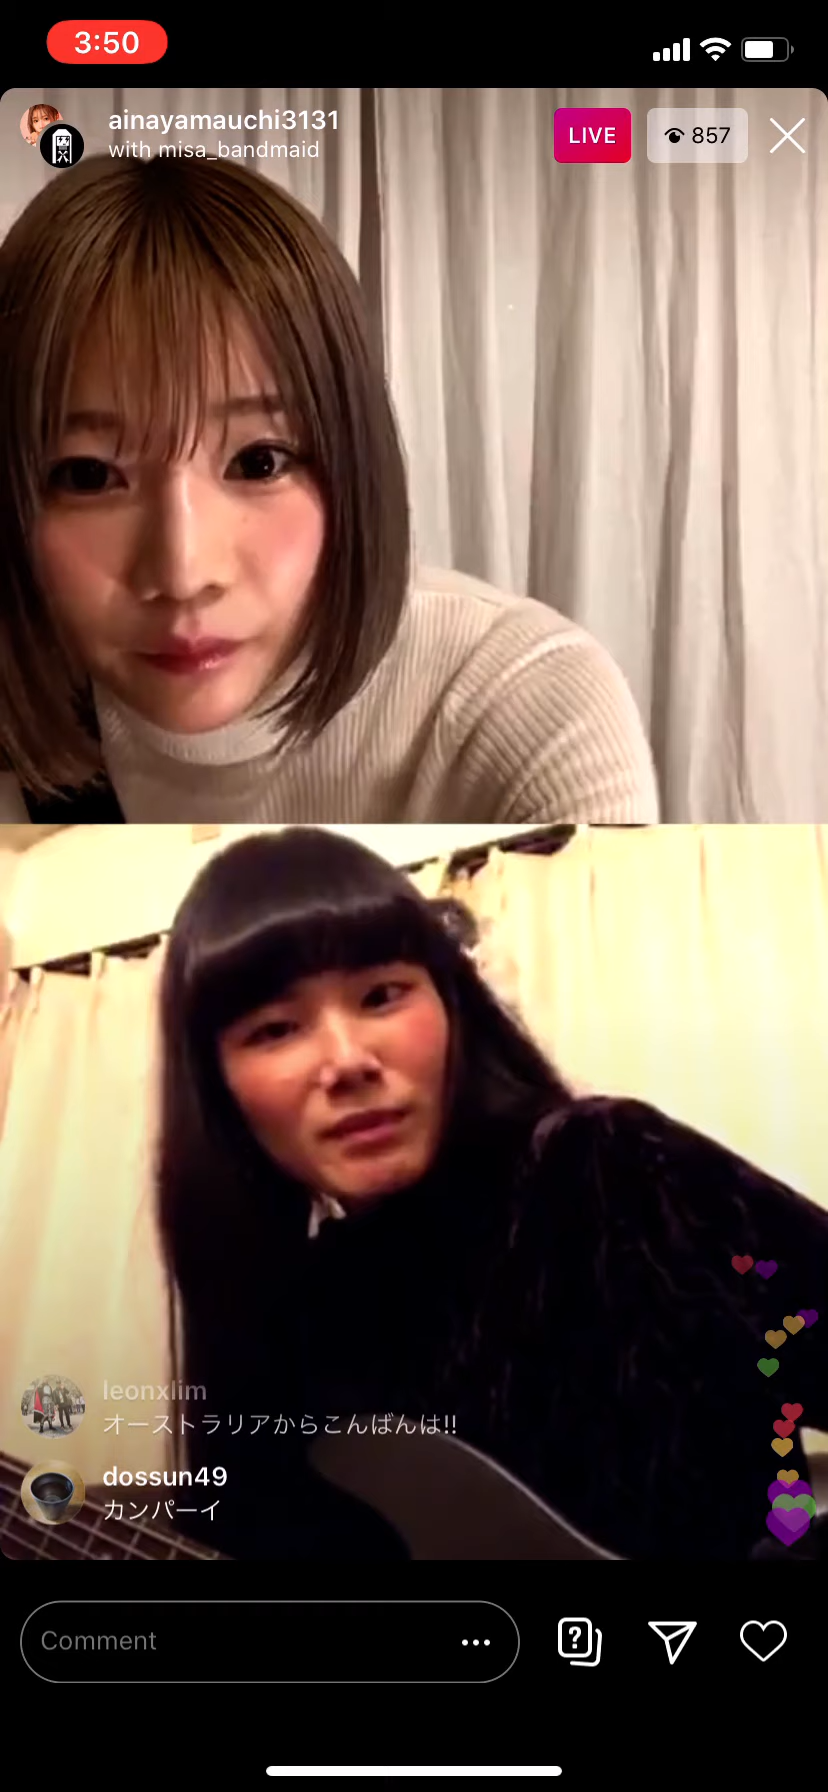 3:50
ainayamauchi3131
with misa_bandmaid
LIVE
857
leonxlim
オーストラリアからこんばんは!!
dossun49
カンパーイ
Comment